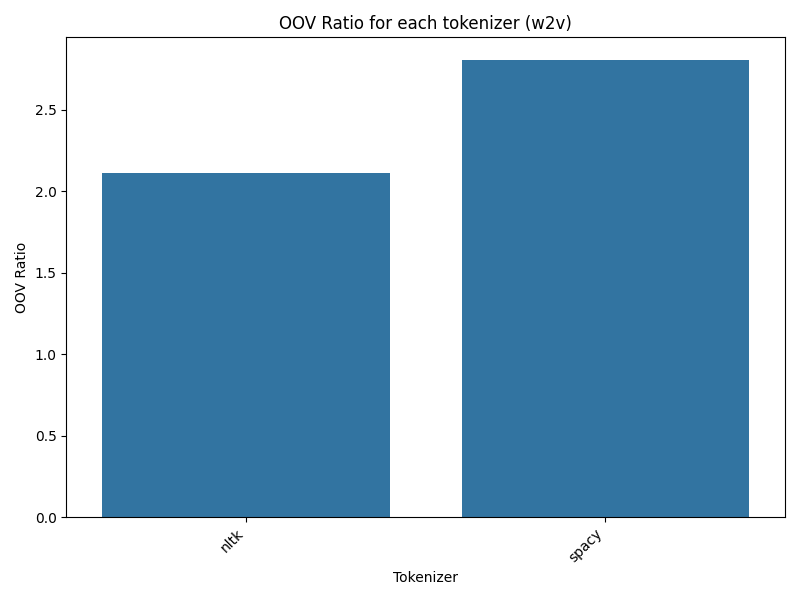 OOV Ratio for each tokenizer (w2v)
OOV Ratio
2.5
2.0
1.5
1.0
0.5
0.0
nltk
spacy
Tokenizer